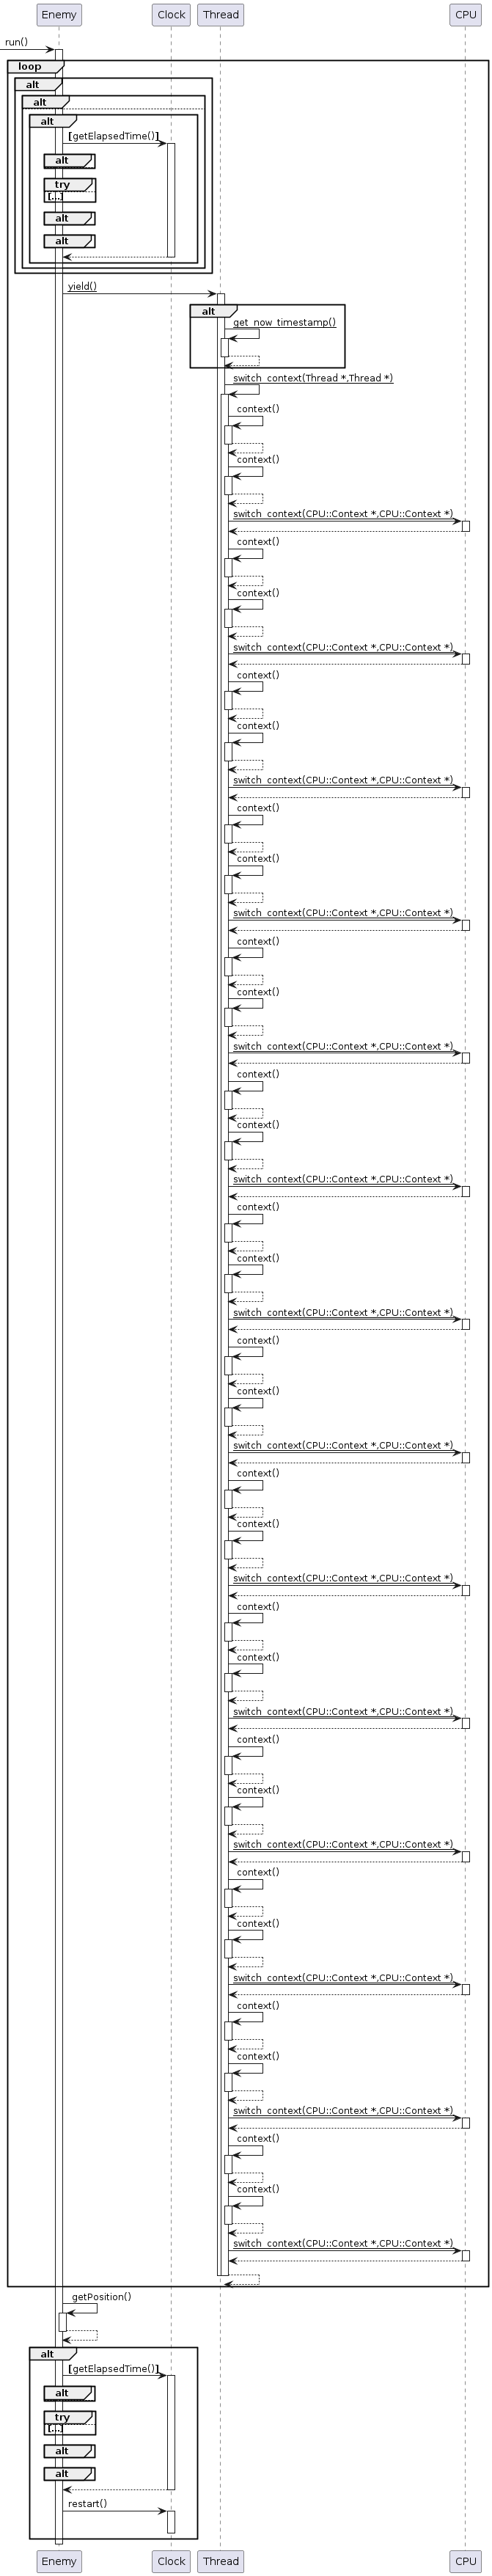 Enemy Clock Thread CPU
run()
loop
alt
alt
alt
[getElapsedTime()]
alt
try
[...]
alt
alt
yield()
alt
get_now_timestamp()
switch_context(Thread *,Thread *)
context()
context()
switch_context(CPU::Context *,CPU::Context *)
context()
context()
switch_context(CPU::Context *,CPU::Context *)
context()
context()
switch_context(CPU::Context *,CPU::Context *)
context()
context()
switch_context(CPU::Context *,CPU::Context *)
context()
context()
switch_context(CPU::Context *,CPU::Context *)
context()
context()
switch_context(CPU::Context *,CPU::Context *)
context()
context()
switch_context(CPU::Context *,CPU::Context *)
context()
context()
switch_context(CPU::Context *,CPU::Context *)
context()
context()
switch_context(CPU::Context *,CPU::Context *)
context()
context()
switch_context(CPU::Context *,CPU::Context *)
context()
context()
switch_context(CPU::Context *,CPU::Context *)
context()
context()
switch_context(CPU::Context *,CPU::Context *)
context()
context()
switch_context(CPU::Context *,CPU::Context *)
context()
context()
switch_context(CPU::Context *,CPU::Context *)
getPosition()
alt
[getElapsedTime()]
alt
try
[...]
alt
alt
restart()
Enemy Clock Thread CPU